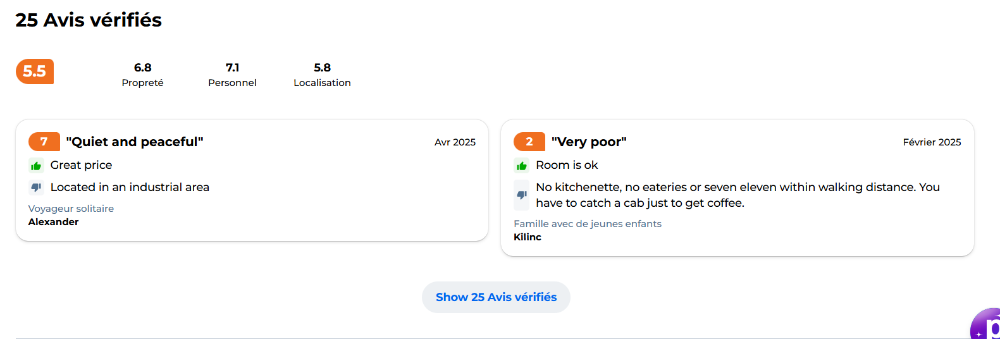 25 Avis vérifiés
5.5
6.8
Propreté
7.1
Personnel
5.8
Localisation
7
"Quiet and peaceful"
Avr 2025
Great price
Located in an industrial area
Voyageur solitaire
Alexander
2
"Very poor"
Février 2025
Room is ok
No kitchenette, no eateries or seven eleven within walking distance. You
have to catch a cab just to get coffee.
Famille avec de jeunes enfants
Kilinc
Show 25 Avis vérifiés
p